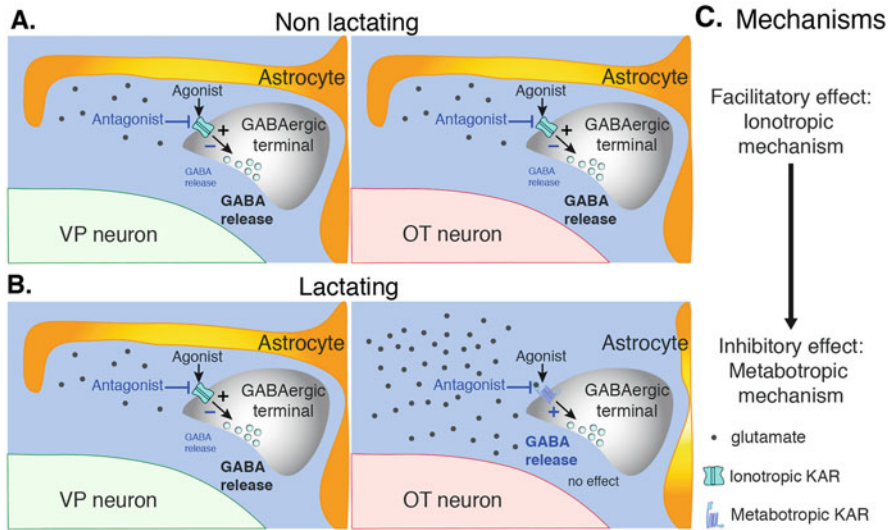 A.
Non lactating
Astrocyte
Agonist
Antagonist
+
−
GABAergic
terminal
GABA
release
GABA
release
VP neuron
Astrocyte
Agonist
Antagonist
+
−
GABAergic
terminal
GABA
release
GABA
release
OT neuron
B.
Lactating
Astrocyte
Agonist
Antagonist
+
−
GABAergic
terminal
GABA
release
GABA
release
VP neuron
Astrocyte
Agonist
Antagonist
+
GABAergic
terminal
GABA
release
no effect
OT neuron
C. Mechanisms
Facilitatory effect:
Ionotropic
mechanism
Inhibitory effect:
Metabotropic
mechanism
glutamate
Ionotropic KAR
Metabotropic KAR